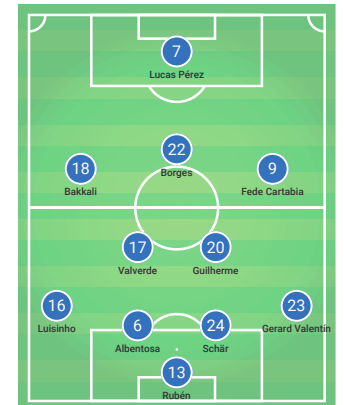 7
Lucas Pérez
22
Borges
18
Bakkali
9
Fede Cartabia
17
Valverde
20
Guilherme
16
Luisinho
23
Gerard Valentín
6
Albentosa
24
Schär
13
Rubén